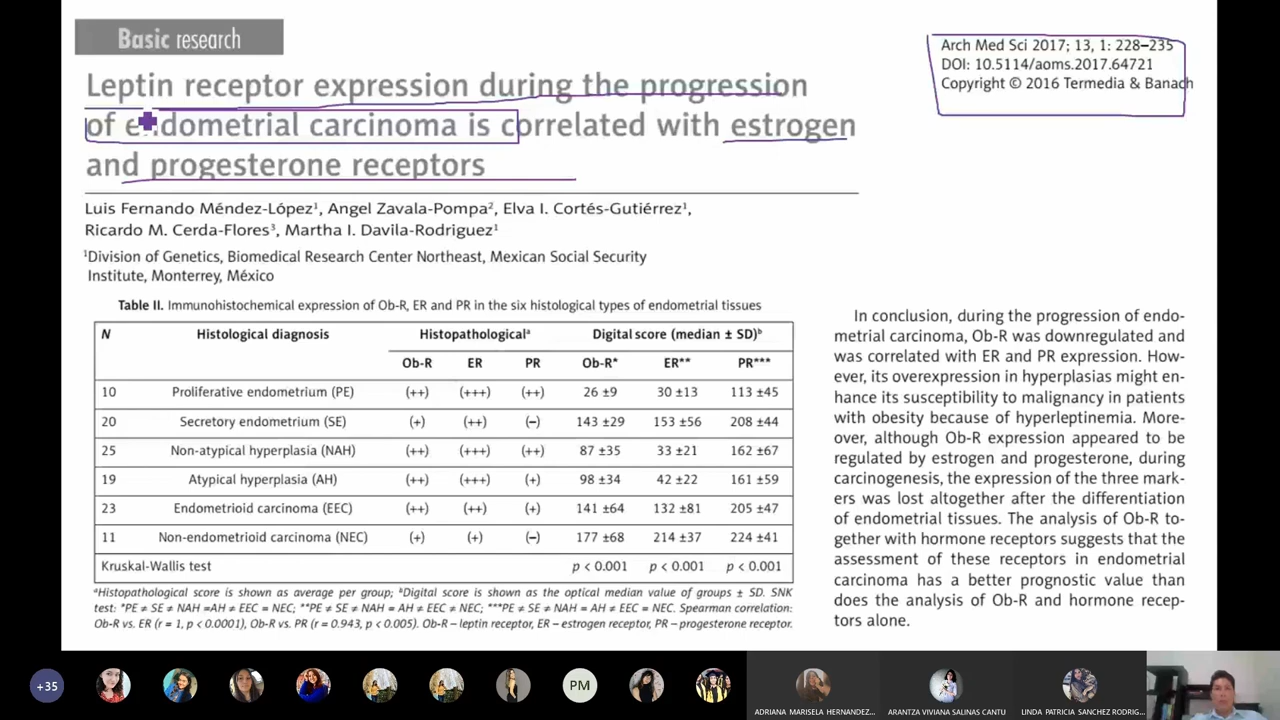 Basic research
Arch Med Sci 2017; 13, 1: 228–235
DOI: 10.5114/aoms.2017.64721
Copyright © 2016 Termedia & Banach
Leptin receptor expression during the progression
of endometrial carcinoma is correlated with estrogen
and progesterone receptors
Luis Fernando Méndez-López¹, Angel Zavala-Pompa², Elva I. Cortés-Gutiérrez¹,
Ricardo M. Cerda-Flores³, Martha I. Davila-Rodriguez¹
¹Division of Genetics, Biomedical Research Center Northeast, Mexican Social Security
Institute, Monterrey, México
Table II. Immunohistochemical expression of Ob-R, ER and PR in the six histological types of endometrial tissues
N Histological diagnosis Histopathologicalᵃ Digital score (median ± SD)ᵇ
Ob-R ER PR Ob-R* ER** PR***
10 Proliferative endometrium (PE) (++) (+++) (++) 26 ±9 30 ±13 113 ±45
20 Secretory endometrium (SE) (+) (++) (–) 143 ±29 153 ±56 208 ±44
25 Non-atypical hyperplasia (NAH) (++) (+++) (++) 87 ±35 33 ±21 162 ±67
19 Atypical hyperplasia (AH) (++) (+++) (+) 98 ±34 42 ±22 161 ±59
23 Endometrioid carcinoma (EEC) (++) (++) (+) 141 ±64 132 ±81 205 ±47
11 Non-endometrioid carcinoma (NEC) (+) (+) (–) 177 ±68 214 ±37 224 ±41
Kruskal-Wallis test p < 0.001 p < 0.001 p < 0.001
ᵃHistopathological score is shown as average per group; ᵇDigital score is shown as the optical median value of groups ± SD. SNK
test: *PE ≠ SE ≠ NAH =AH ≠ EEC = NEC; **PE ≠ SE ≠ NAH = AH ≠ EEC ≠ NEC; ***PE ≠ SE ≠ NAH = AH ≠ EEC = NEC. Spearman correlation:
Ob-R vs. ER (r = 1, p < 0.0001), Ob-R vs. PR (r = 0.943, p < 0.005). Ob-R – leptin receptor, ER – estrogen receptor, PR – progesterone receptor.
In conclusion, during the progression of endo-
metrial carcinoma, Ob-R was downregulated and
was correlated with ER and PR expression. How-
ever, its overexpression in hyperplasias might en-
hance its susceptibility to malignancy in patients
with obesity because of hyperleptinemia. More-
over, although Ob-R expression appeared to be
regulated by estrogen and progesterone, during
carcinogenesis, the expression of the three mark-
ers was lost altogether after the differentiation
of endometrial tissues. The analysis of Ob-R to-
gether with hormone receptors suggests that the
assessment of these receptors in endometrial
carcinoma has a better prognostic value than
does the analysis of Ob-R and hormone recep-
tors alone.
+35
PM
ADRIANA MARISELA HERNANDEZ...
ARANTZA VIVIANA SALINAS CANTU
LINDA PATRICIA SANCHEZ RODRIG...